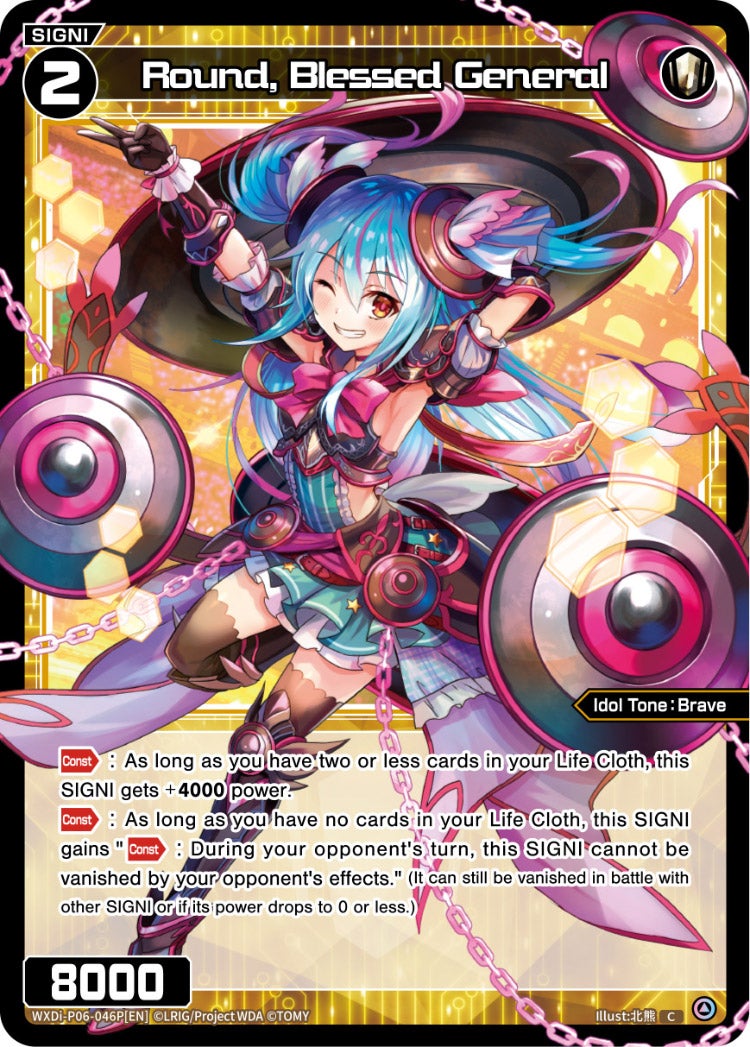 SIGNI
2
Round, Blessed General
Idol Tone:Brave
Const : As long as you have two or less cards in your Life Cloth, this
SIGNI gets +4000 power.
Const : As long as you have no cards in your Life Cloth, this SIGNI
gains "Const : During your opponent's turn, this SIGNI cannot be
vanished by your opponent's effects." (It can still be vanished in battle with
other SIGNI or if its power drops to 0 or less.)
8000
WXDi-P06-046P[EN] ©LRIG/Project WDA ©TOMY
Illust:北熊 C